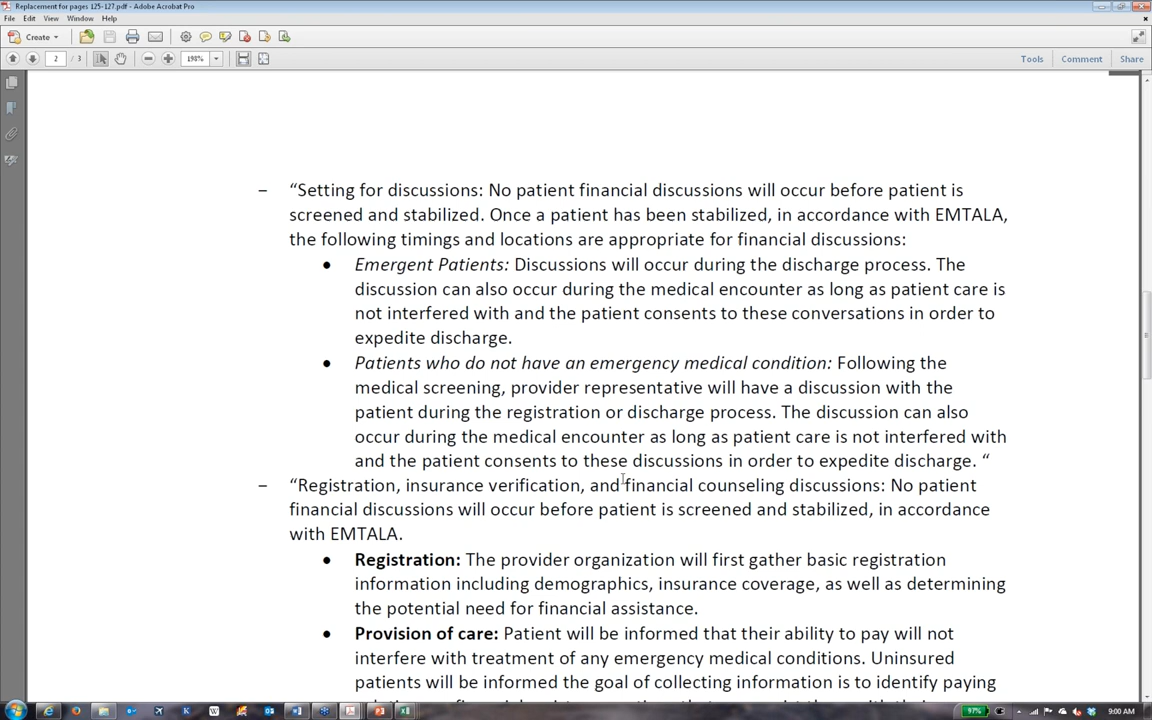 Replacement for pages 125-127.pdf - Adobe Acrobat Pro
File Edit View Window Help
Create
2 / 3 198% Tools Comment Share
– “Setting for discussions: No patient financial discussions will occur before patient is
screened and stabilized. Once a patient has been stabilized, in accordance with EMTALA,
the following timings and locations are appropriate for financial discussions:
• Emergent Patients: Discussions will occur during the discharge process. The
discussion can also occur during the medical encounter as long as patient care is
not interfered with and the patient consents to these conversations in order to
expedite discharge.
• Patients who do not have an emergency medical condition: Following the
medical screening, provider representative will have a discussion with the
patient during the registration or discharge process. The discussion can also
occur during the medical encounter as long as patient care is not interfered with
and the patient consents to these discussions in order to expedite discharge. “
– “Registration, insurance verification, and financial counseling discussions: No patient
financial discussions will occur before patient is screened and stabilized, in accordance
with EMTALA.
• Registration: The provider organization will first gather basic registration
information including demographics, insurance coverage, as well as determining
the potential need for financial assistance.
• Provision of care: Patient will be informed that their ability to pay will not
interfere with treatment of any emergency medical conditions. Uninsured
patients will be informed the goal of collecting information is to identify paying
97% 9:00 AM